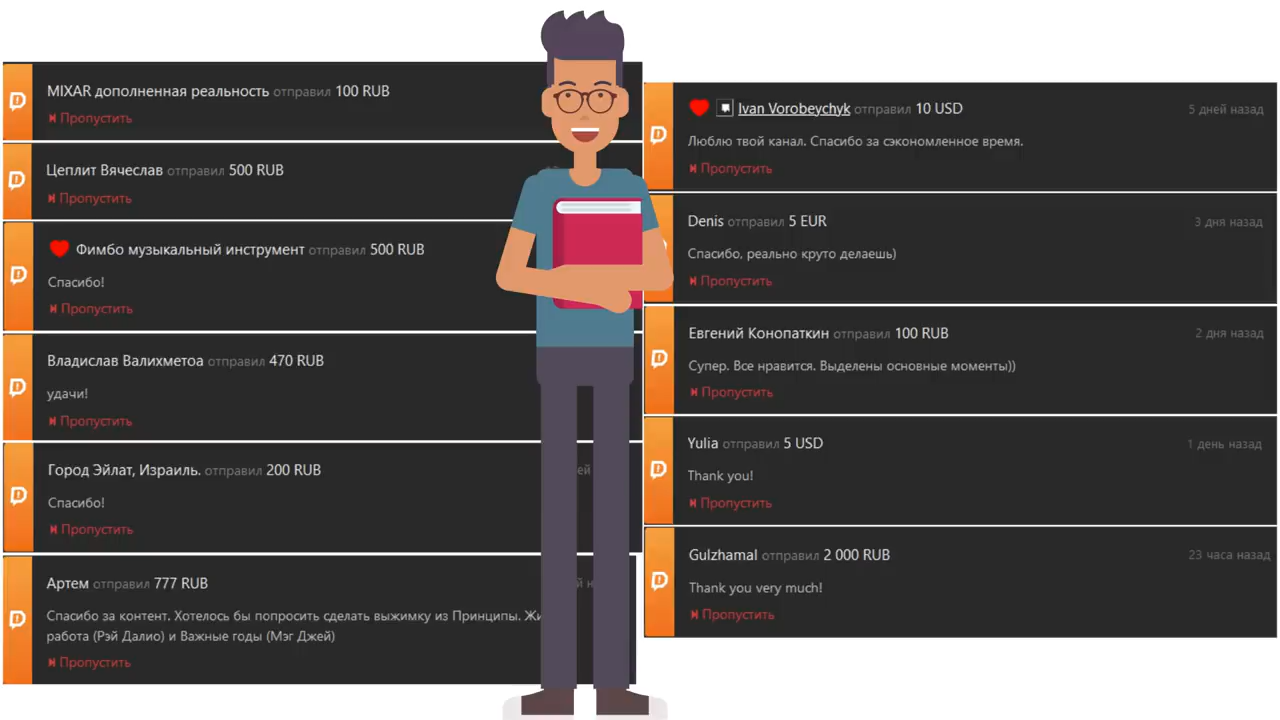 MIXAR дополненная реальность отправил 100 RUB
Пропустить
Цеплит Вячеслав отправил 500 RUB
Пропустить
Фимбо музыкальный инструмент отправил 500 RUB
Спасибо!
Пропустить
Владислав Валихметоа отправил 470 RUB
удачи!
Пропустить
Город Эйлат, Израиль. отправил 200 RUB
Спасибо!
Пропустить
Артем отправил 777 RUB
Спасибо за контент. Хотелось бы попросить сделать выжимку из Принципы.
работа (Рэй Далио) и Важные годы (Мэг Джей)
Пропустить
Ivan Vorobeychyk отправил 10 USD 5 дней назад
Люблю твой канал. Спасибо за сэкономленное время.
Пропустить
Denis отправил 5 EUR 3 дня назад
Спасибо, реально круто делаешь)
Пропустить
Евгений Конопаткин отправил 100 RUB 2 дня назад
Супер. Все нравится. Выделены основные моменты))
Пропустить
Yulia отправил 5 USD 1 день назад
Thank you!
Пропустить
Gulzhamal отправил 2 000 RUB 23 часа назад
Thank you very much!
Пропустить